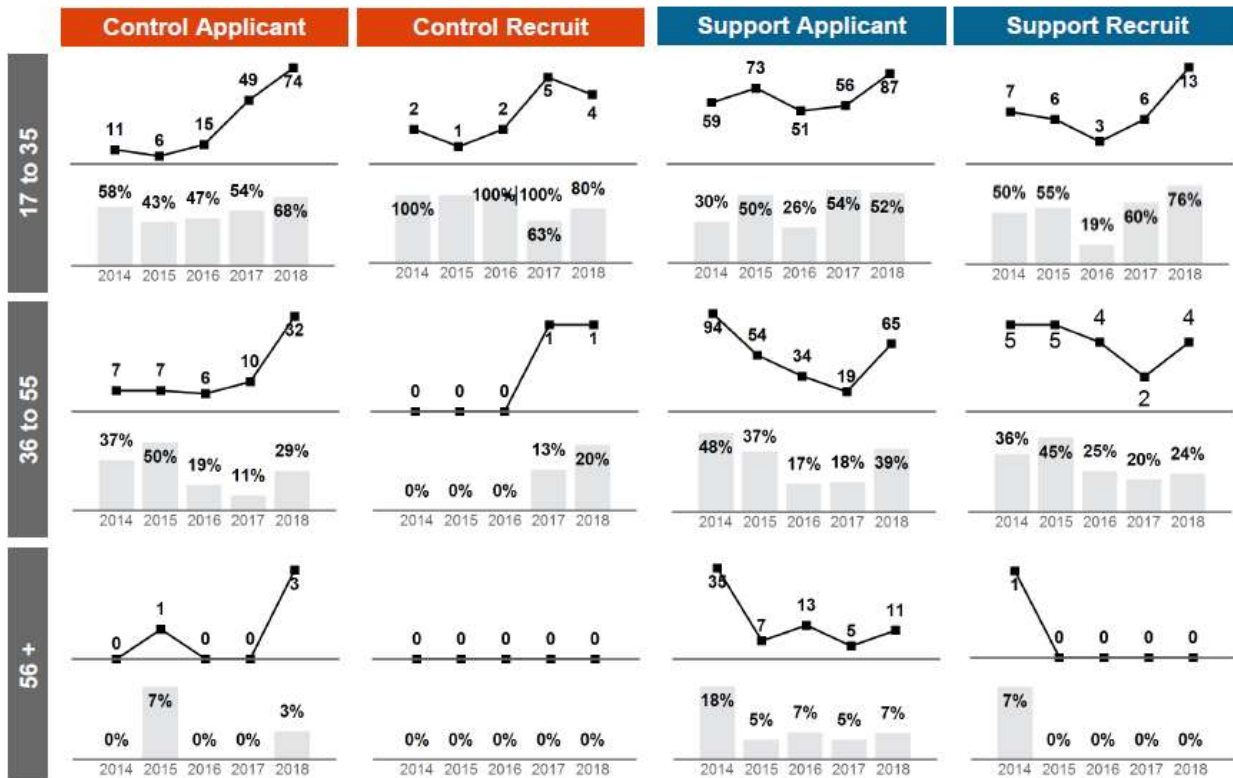 Control Applicant Control Recruit Support Applicant Support Recruit
17 to 35
11 6 15 49 74
58% 43% 47% 54% 68%
2014 2015 2016 2017 2018
2 1 2 5 4
100% 100% 100% 63% 80%
2014 2015 2016 2017 2018
59 73 51 56 87
30% 50% 26% 54% 52%
2014 2015 2016 2017 2018
7 6 3 6 13
50% 55% 19% 60% 76%
2014 2015 2016 2017 2018
36 to 55
7 7 6 10 32
37% 50% 19% 11% 29%
2014 2015 2016 2017 2018
0 0 0 1 1
0% 0% 0% 13% 20%
2014 2015 2016 2017 2018
94 54 34 19 65
48% 37% 17% 18% 39%
2014 2015 2016 2017 2018
5 5 4 2 4
36% 45% 25% 20% 24%
2014 2015 2016 2017 2018
56 +
0 1 0 0 3
0% 7% 0% 0% 3%
2014 2015 2016 2017 2018
0 0 0 0 0
0% 0% 0% 0% 0%
2014 2015 2016 2017 2018
35 7 13 5 11
18% 5% 7% 5% 7%
2014 2015 2016 2017 2018
1 0 0 0 0
7% 0% 0% 0% 0%
2014 2015 2016 2017 2018